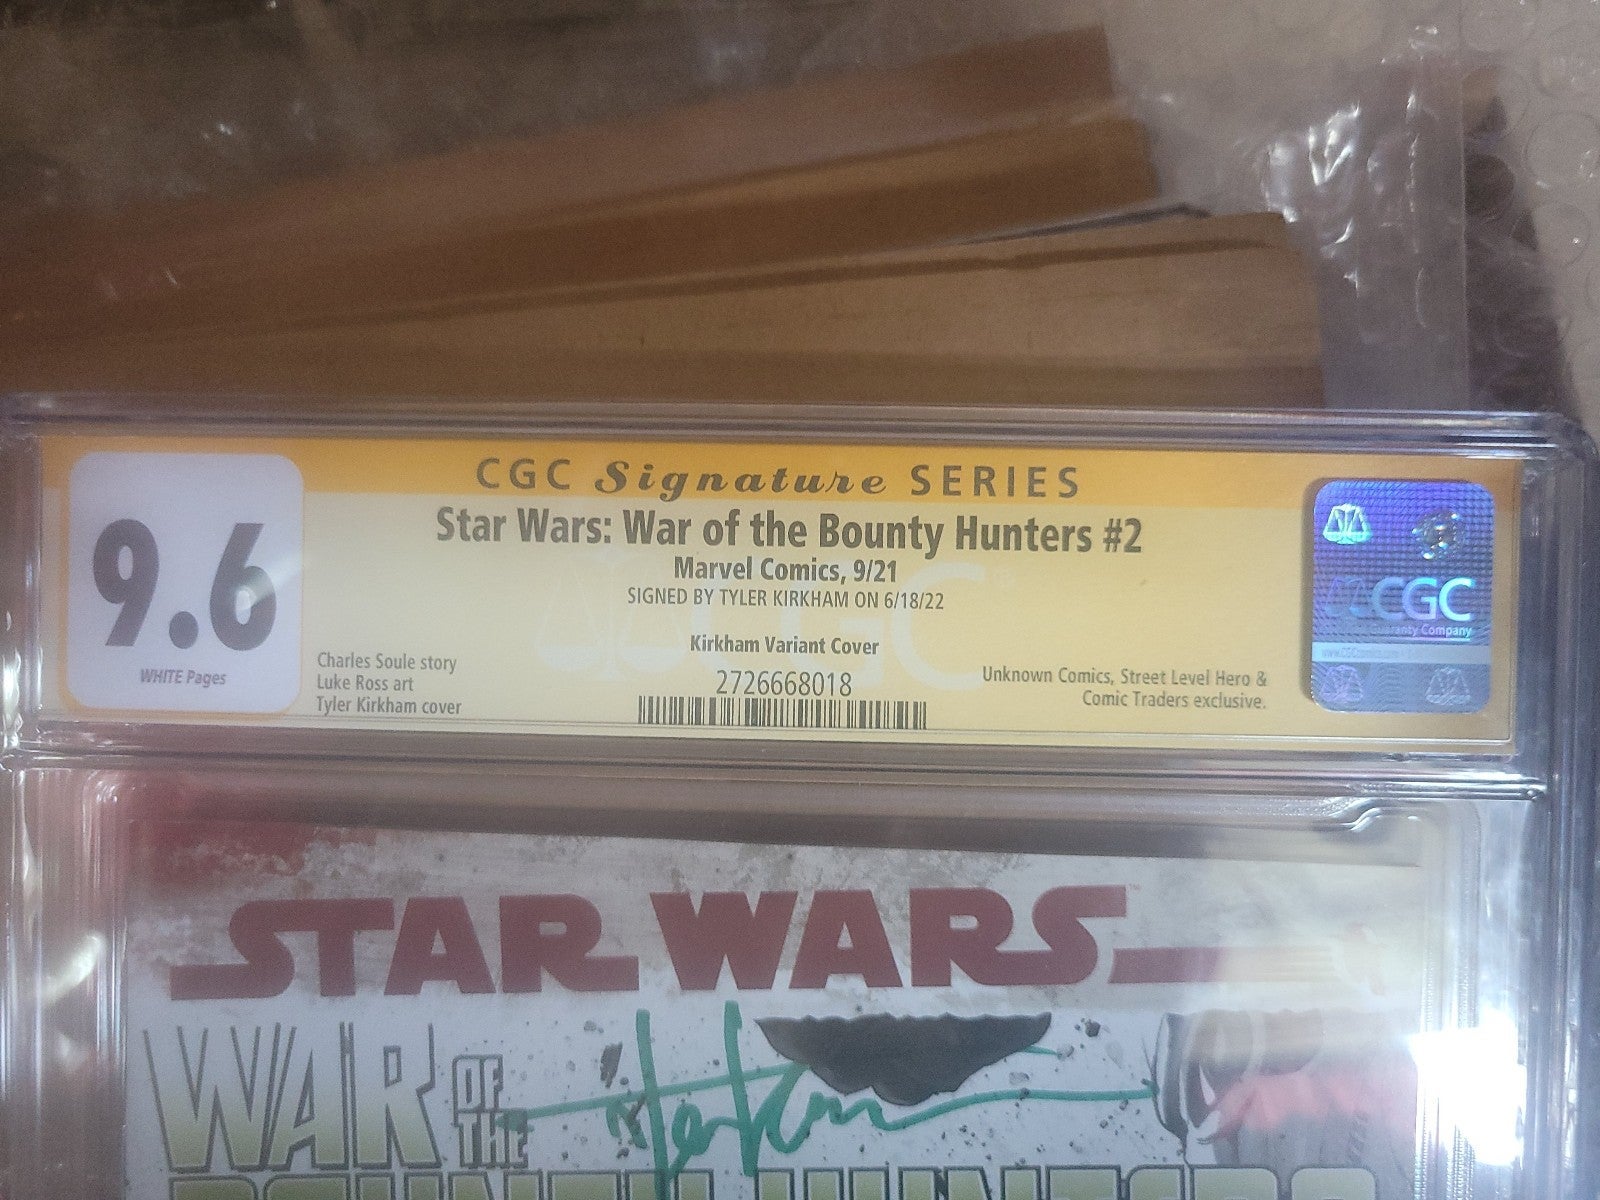 CGC Signature SERIES
Star Wars: War of the Bounty Hunters #2
Marvel Comics, 9/21
SIGNED BY TYLER KIRKHAM ON 6/18/22
Kirkham Variant Cover
2726668018
9.6
WHITE Pages
Charles Soule story
Luke Ross art
Tyler Kirkham cover
Unknown Comics, Street Level Hero &
Comic Traders exclusive.
CGC
STAR WARS
WAR OF THE
BOUNTY HUNTERS